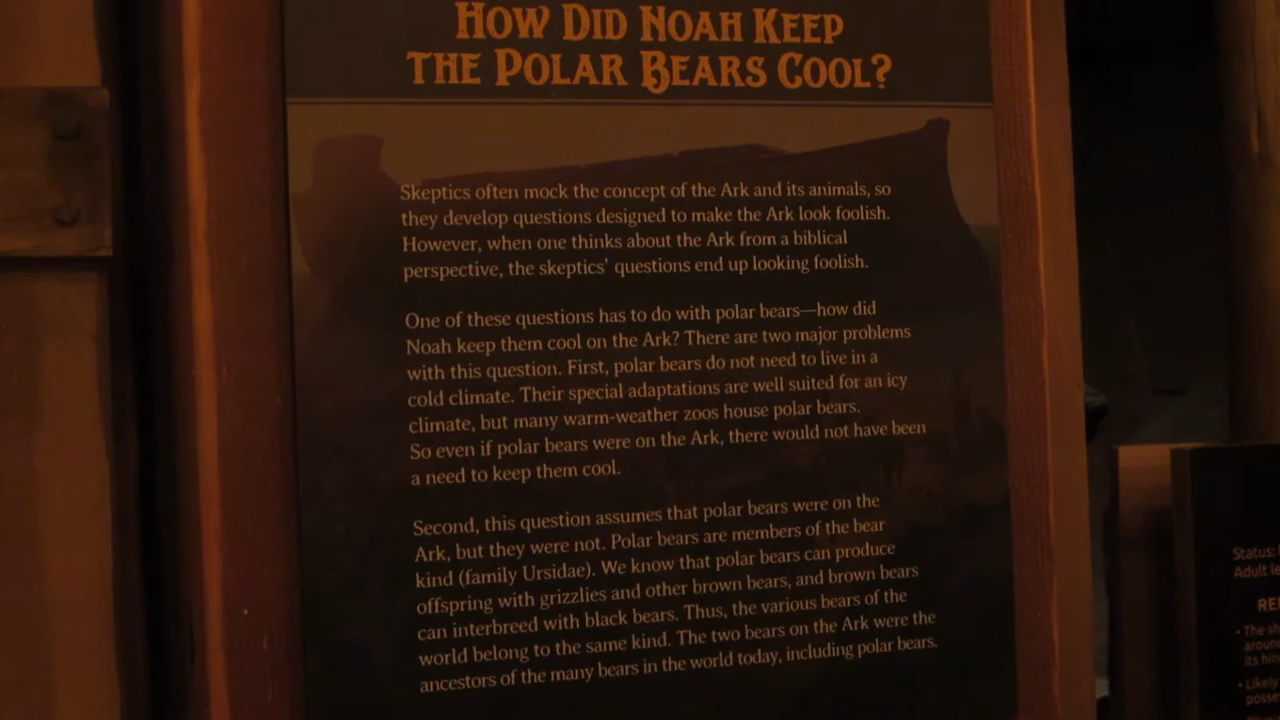 HOW DID NOAH KEEP
THE POLAR BEARS COOL?
Skeptics often mock the concept of the Ark and its animals, so
they develop questions designed to make the Ark look foolish.
However, when one thinks about the Ark from a biblical
perspective, the skeptics' questions end up looking foolish.
One of these questions has to do with polar bears—how did
Noah keep them cool on the Ark? There are two major problems
with this question. First, polar bears do not need to live in a
cold climate. Their special adaptations are well suited for an icy
climate, but many warm-weather zoos house polar bears.
So even if polar bears were on the Ark, there would not have been
a need to keep them cool.
Second, this question assumes that polar bears were on the
Ark, but they were not. Polar bears are members of the bear
kind (family Ursidae). We know that polar bears can produce
offspring with grizzlies and other brown bears, and brown bears
can interbreed with black bears. Thus, the various bears of the
world belong to the same kind. The two bears on the Ark were the
ancestors of the many bears in the world today, including polar bears.
Status:
Adult
• The
its
• Likely